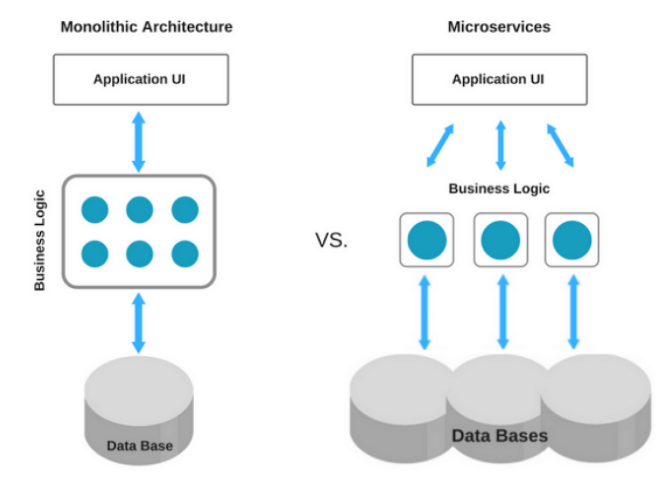 Monolithic Architecture
Application UI
Business Logic
Data Base
VS.
Microservices
Application UI
Business Logic
Data Bases